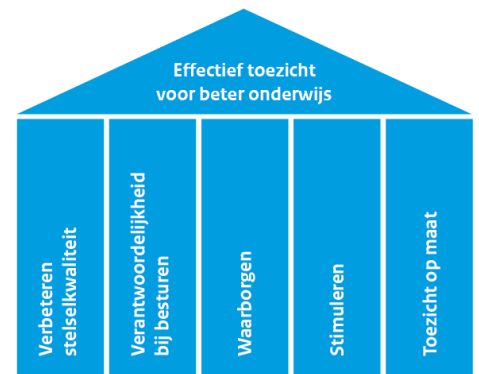 Effectief toezicht
voor beter onderwijs
Verbeteren
stelselkwaliteit
Verantwoordelijkheid
bij besturen
Waarborgen
Stimuleren
Toezicht op maat